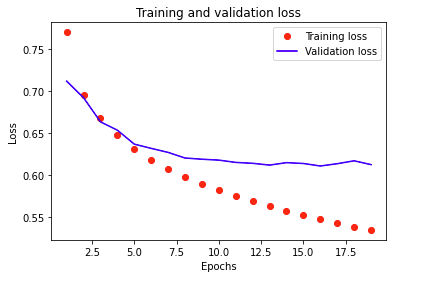 Training and validation loss
Training loss
Validation loss
0.75
0.70
0.65
0.60
0.55
Loss
2.5 5.0 7.5 10.0 12.5 15.0 17.5
Epochs